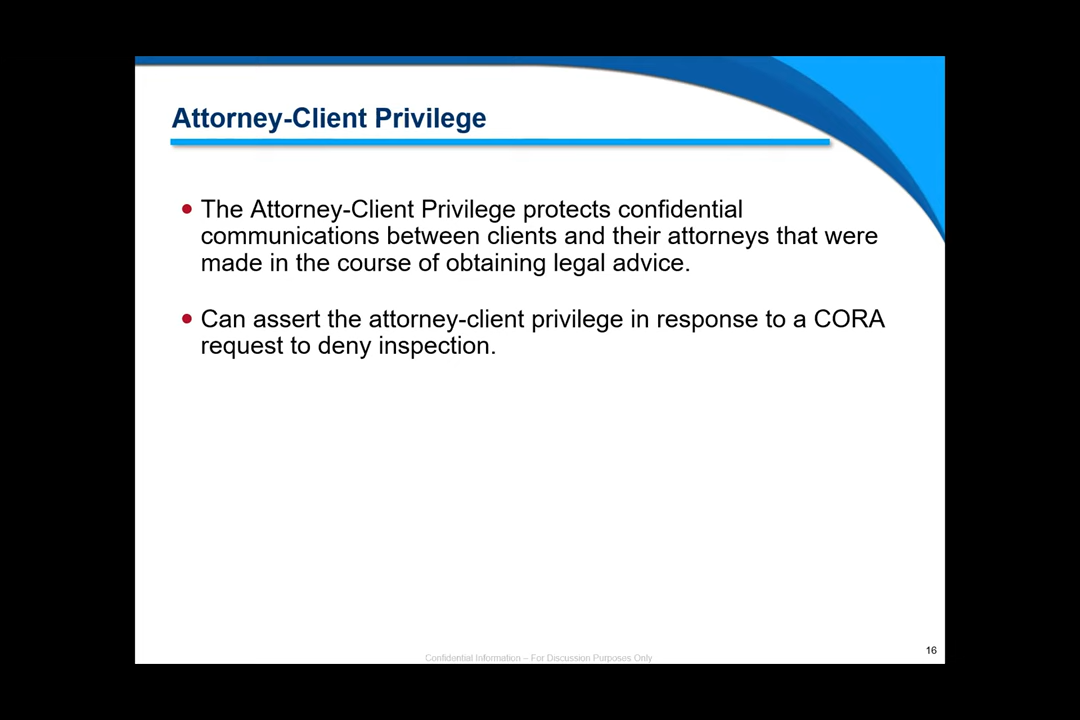 Attorney-Client Privilege
• The Attorney-Client Privilege protects confidential
communications between clients and their attorneys that were
made in the course of obtaining legal advice.
• Can assert the attorney-client privilege in response to a CORA
request to deny inspection.
Confidential Information – For Discussion Purposes Only
16